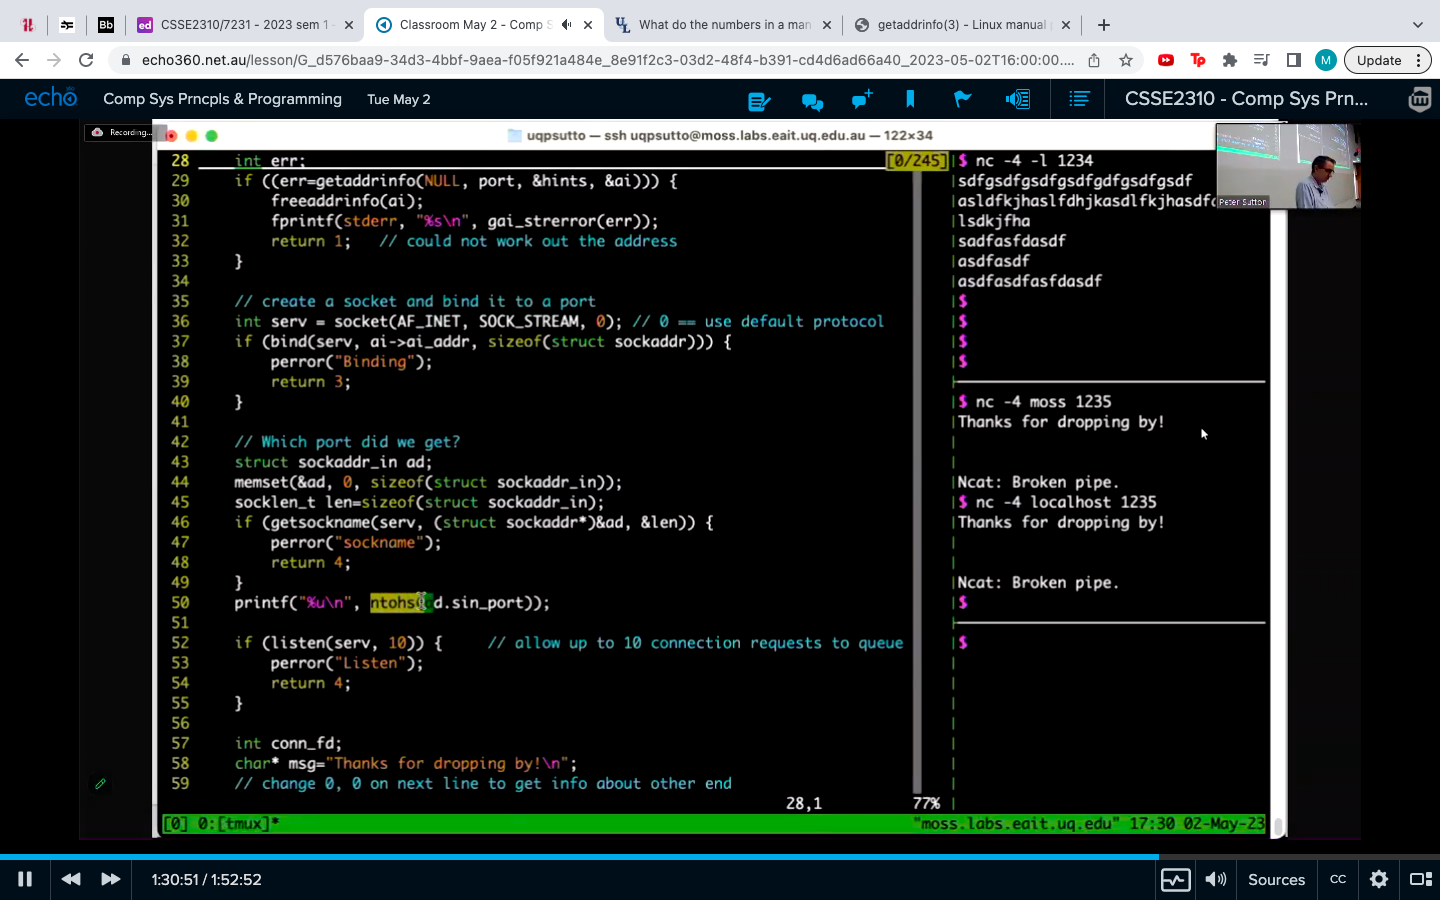 CSSE2310/7231 - 2023 sem 1 -
Classroom May 2 - Comp S
What do the numbers in a man
getaddrinfo(3) - Linux manual
echo360.net.au/lesson/G_d576baa9-34d3-4bbf-9aea-f05f921a484e_8e91f2c3-03d2-48f4-b391-cd4d6ad66a40_2023-05-02T16:00:00....
Update
echo Comp Sys Prncpls & Programming Tue May 2
CSSE2310 - Comp Sys Prn...
Recording...
uqpsutto — ssh uqpsutto@moss.labs.eait.uq.edu.au — 122×34
Peter Sutton
28     int err;
[0/245]
29     if ((err=getaddrinfo(NULL, port, &hints, &ai))) {
30         freeaddrinfo(ai);
31         fprintf(stderr, "%s\n", gai_strerror(err));
32         return 1;   // could not work out the address
33     }
34
35     // create a socket and bind it to a port
36     int serv = socket(AF_INET, SOCK_STREAM, 0); // 0 == use default protocol
37     if (bind(serv, ai->ai_addr, sizeof(struct sockaddr))) {
38         perror("Binding");
39         return 3;
40     }
41
42     // Which port did we get?
43     struct sockaddr_in ad;
44     memset(&ad, 0, sizeof(struct sockaddr_in));
45     socklen_t len=sizeof(struct sockaddr_in);
46     if (getsockname(serv, (struct sockaddr*)&ad, &len)) {
47         perror("sockname");
48         return 4;
49     }
50     printf("%u\n", ntohs(ad.sin_port));
51
52     if (listen(serv, 10)) {     // allow up to 10 connection requests to queue
53         perror("Listen");
54         return 4;
55     }
56
57     int conn_fd;
58     char* msg="Thanks for dropping by!\n";
59     // change 0, 0 on next line to get info about other end
28,1 77%
$ nc -4 -l 1234
sdfgsdfgsdfgsdfgdfgsdfgsdf
asldfkjhaslfdhjkasdlfkjhasdf
lsdkjfha
sadfasfdasdf
asdfasdf
asdfasdfasfdasdf
$
$
$
$
$ nc -4 moss 1235
Thanks for dropping by!
Ncat: Broken pipe.
$ nc -4 localhost 1235
Thanks for dropping by!
Ncat: Broken pipe.
$
$
[0] 0:[tmux]*
"moss.labs.eait.uq.edu" 17:30 02-May-23
1:30:51 / 1:52:52
Sources
CC